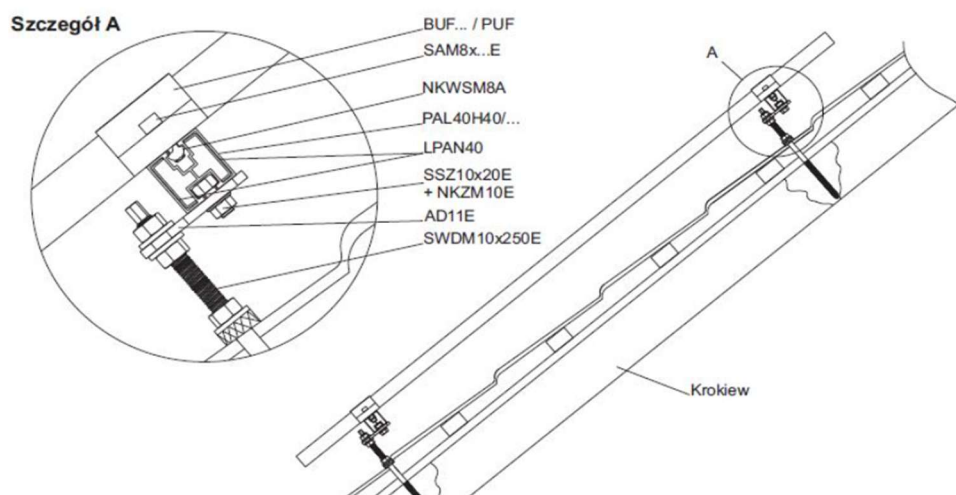 Szczegół A
BUF... / PUF
SAM8x...E
NKWSM8A
PAL40H40/...
LPAN40
SSZ10x20E
+ NKZM10E
AD11E
SWDM10x250E
A
Krokiew